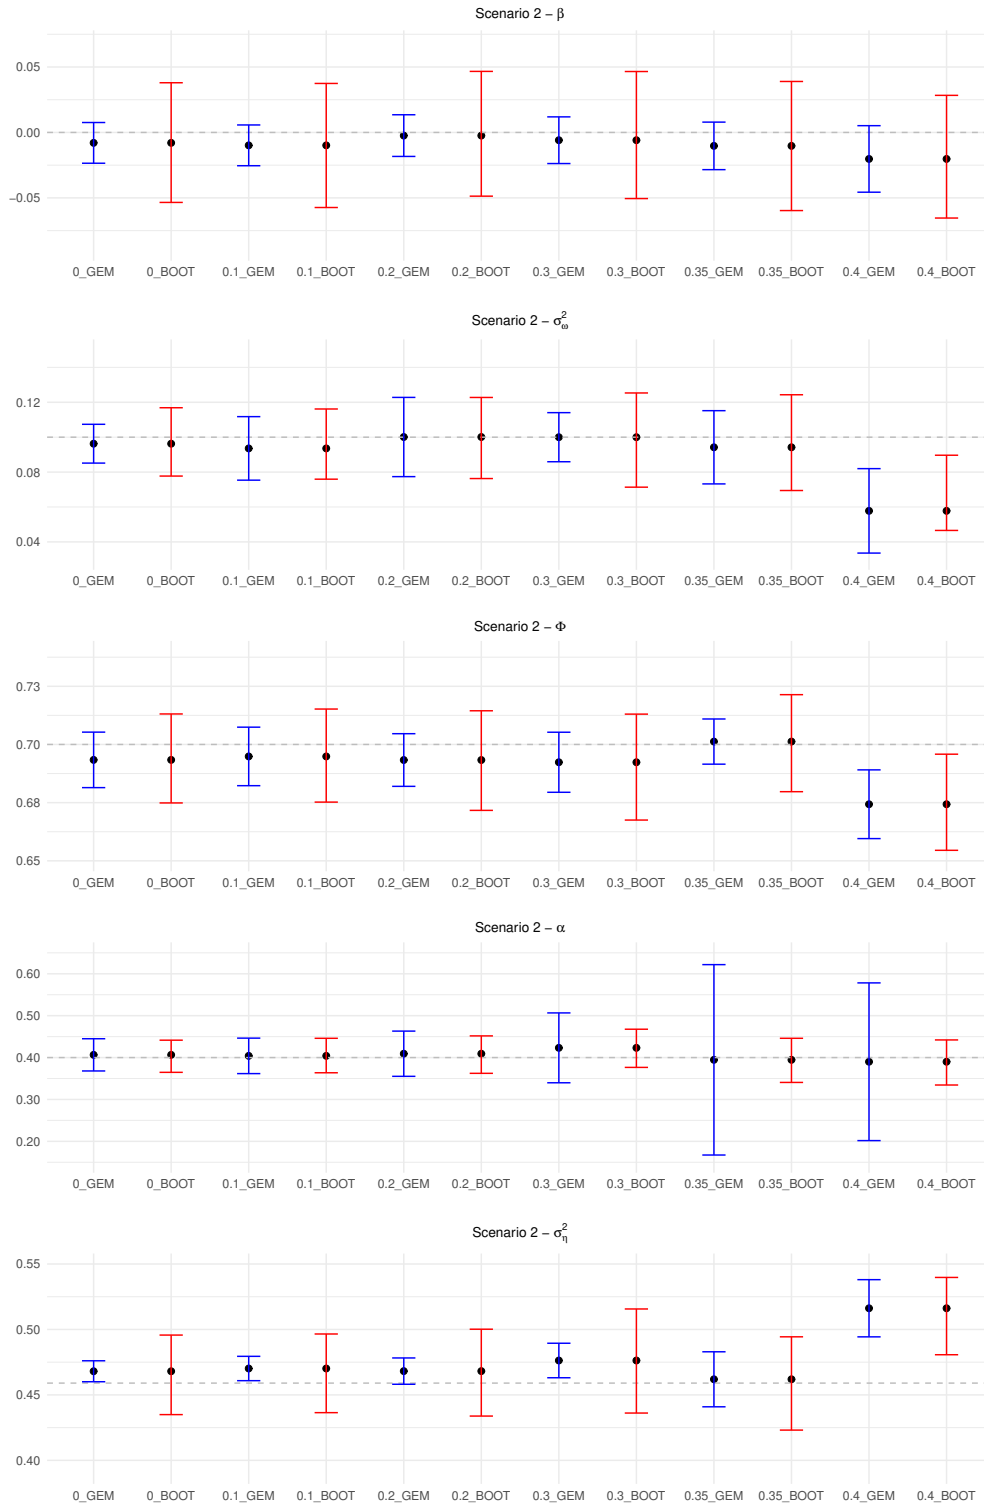 Scenario 2 − β
0.05
0.00
−0.05
0_GEM 0_BOOT 0.1_GEM 0.1_BOOT 0.2_GEM 0.2_BOOT 0.3_GEM 0.3_BOOT 0.35_GEM 0.35_BOOT 0.4_GEM 0.4_BOOT
Scenario 2 − σ²ω
0.12
0.08
0.04
0_GEM 0_BOOT 0.1_GEM 0.1_BOOT 0.2_GEM 0.2_BOOT 0.3_GEM 0.3_BOOT 0.35_GEM 0.35_BOOT 0.4_GEM 0.4_BOOT
Scenario 2 − Φ
0.73
0.70
0.68
0.65
0_GEM 0_BOOT 0.1_GEM 0.1_BOOT 0.2_GEM 0.2_BOOT 0.3_GEM 0.3_BOOT 0.35_GEM 0.35_BOOT 0.4_GEM 0.4_BOOT
Scenario 2 − α
0.60
0.50
0.40
0.30
0.20
0_GEM 0_BOOT 0.1_GEM 0.1_BOOT 0.2_GEM 0.2_BOOT 0.3_GEM 0.3_BOOT 0.35_GEM 0.35_BOOT 0.4_GEM 0.4_BOOT
Scenario 2 − σ²η
0.55
0.50
0.45
0.40
0_GEM 0_BOOT 0.1_GEM 0.1_BOOT 0.2_GEM 0.2_BOOT 0.3_GEM 0.3_BOOT 0.35_GEM 0.35_BOOT 0.4_GEM 0.4_BOOT